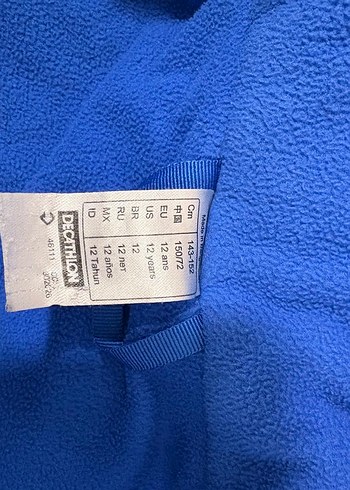 DECATHLON
46111
Cm 143-152
中国 150/72
EU 12 ans
US 12 years
BR 12
RU 12 лет
MX 12 años
ID 12 Tahun